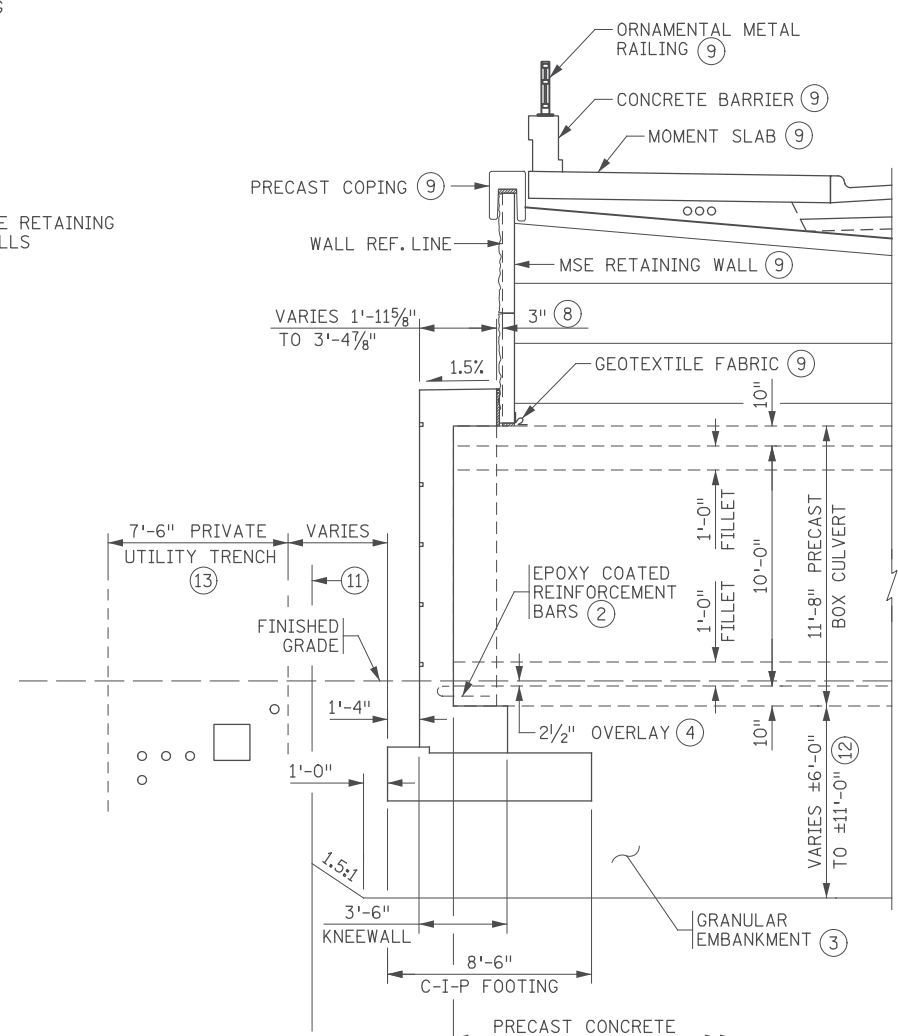 ORNAMENTAL METAL
RAILING 9
CONCRETE BARRIER 9
MOMENT SLAB 9
PRECAST COPING 9
E RETAINING
LLS
WALL REF. LINE
MSE RETAINING WALL 9
VARIES 1'-11⅝"
TO 3'-4⅞"
3" 8
1.5%
GEOTEXTILE FABRIC 9
10"
1'-0"
FILLET
10'-0"
11'-8" PRECAST
BOX CULVERT
7'-6" PRIVATE
UTILITY TRENCH
13
VARIES
11
EPOXY COATED
REINFORCEMENT
BARS 2
1'-0"
FILLET
FINISHED
GRADE
1'-4"
2½" OVERLAY 4
10"
VARIES ±6'-0"
TO ±11'-0" 12
1'-0"
1.5:1
3'-6"
KNEEWALL
GRANULAR
EMBANKMENT 3
8'-6"
C-I-P FOOTING
PRECAST CONCRETE